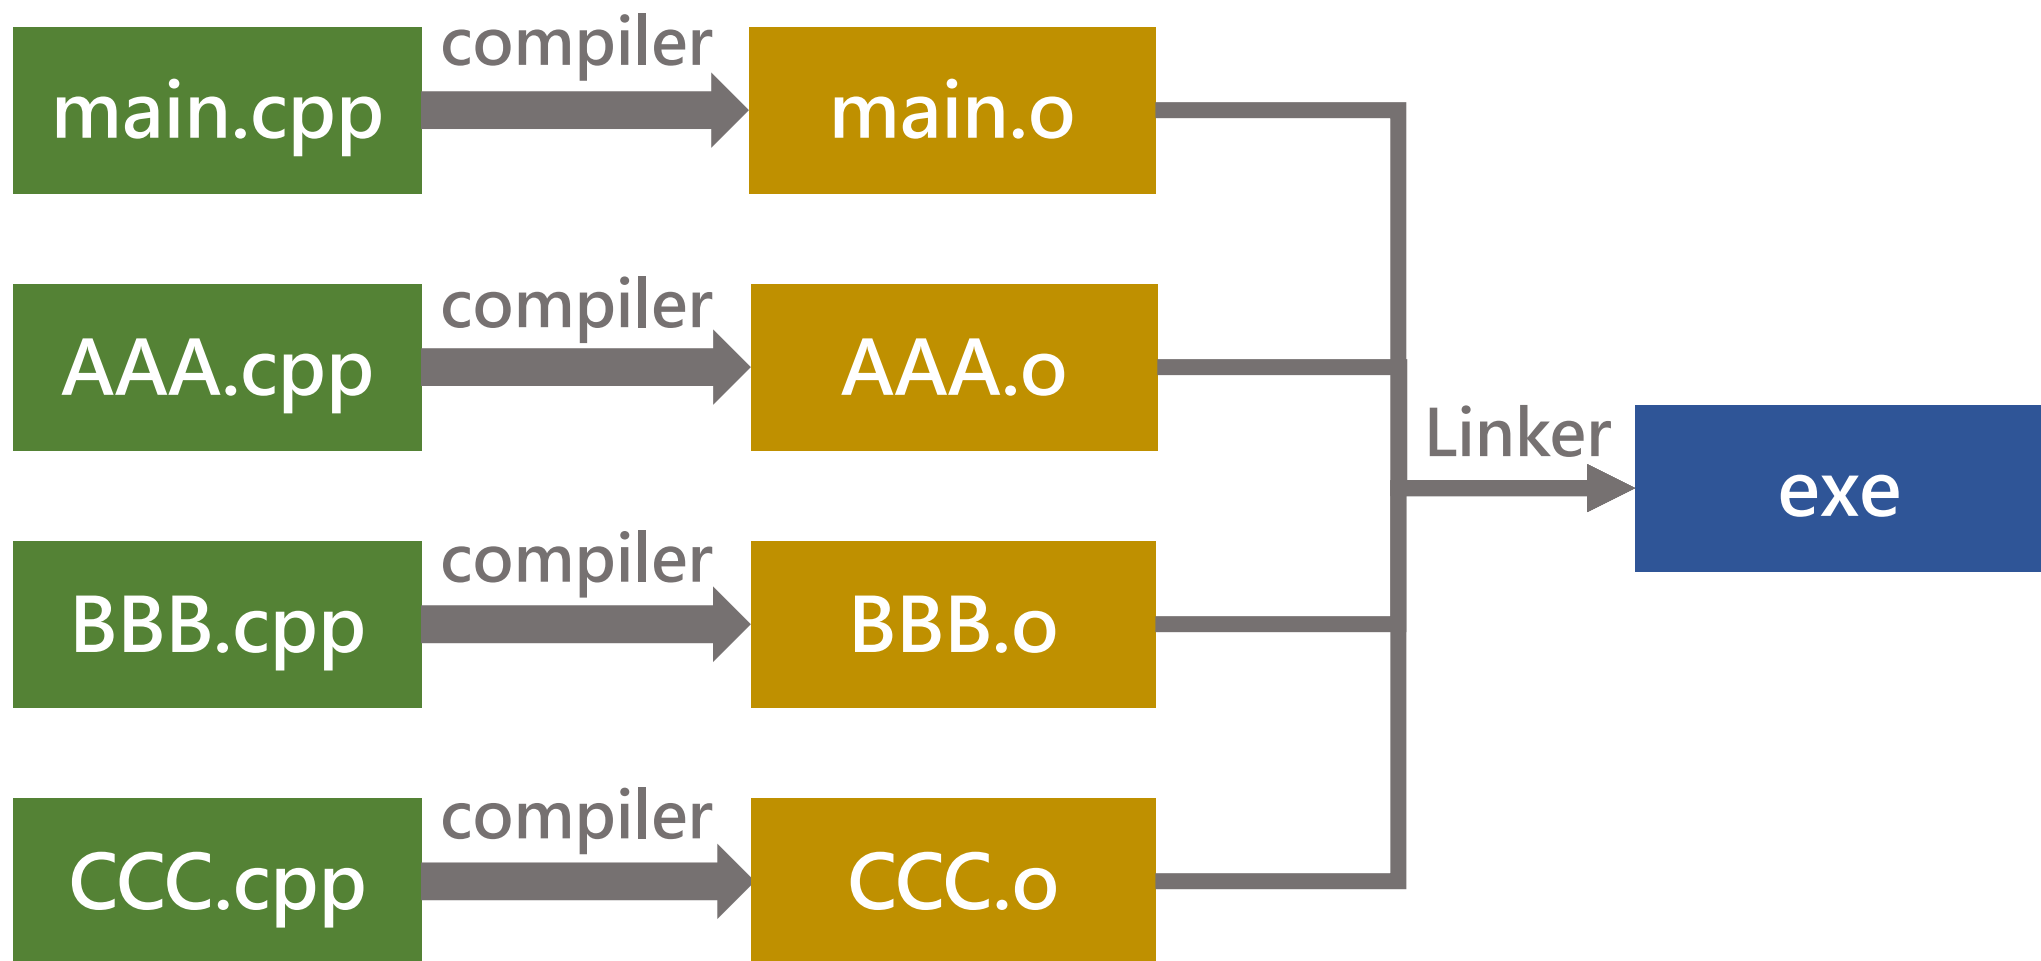 compiler
main.cpp
main.o
compiler
AAA.cpp
AAA.o
Linker
exe
compiler
BBB.cpp
BBB.o
compiler
CCC.cpp
CCC.o